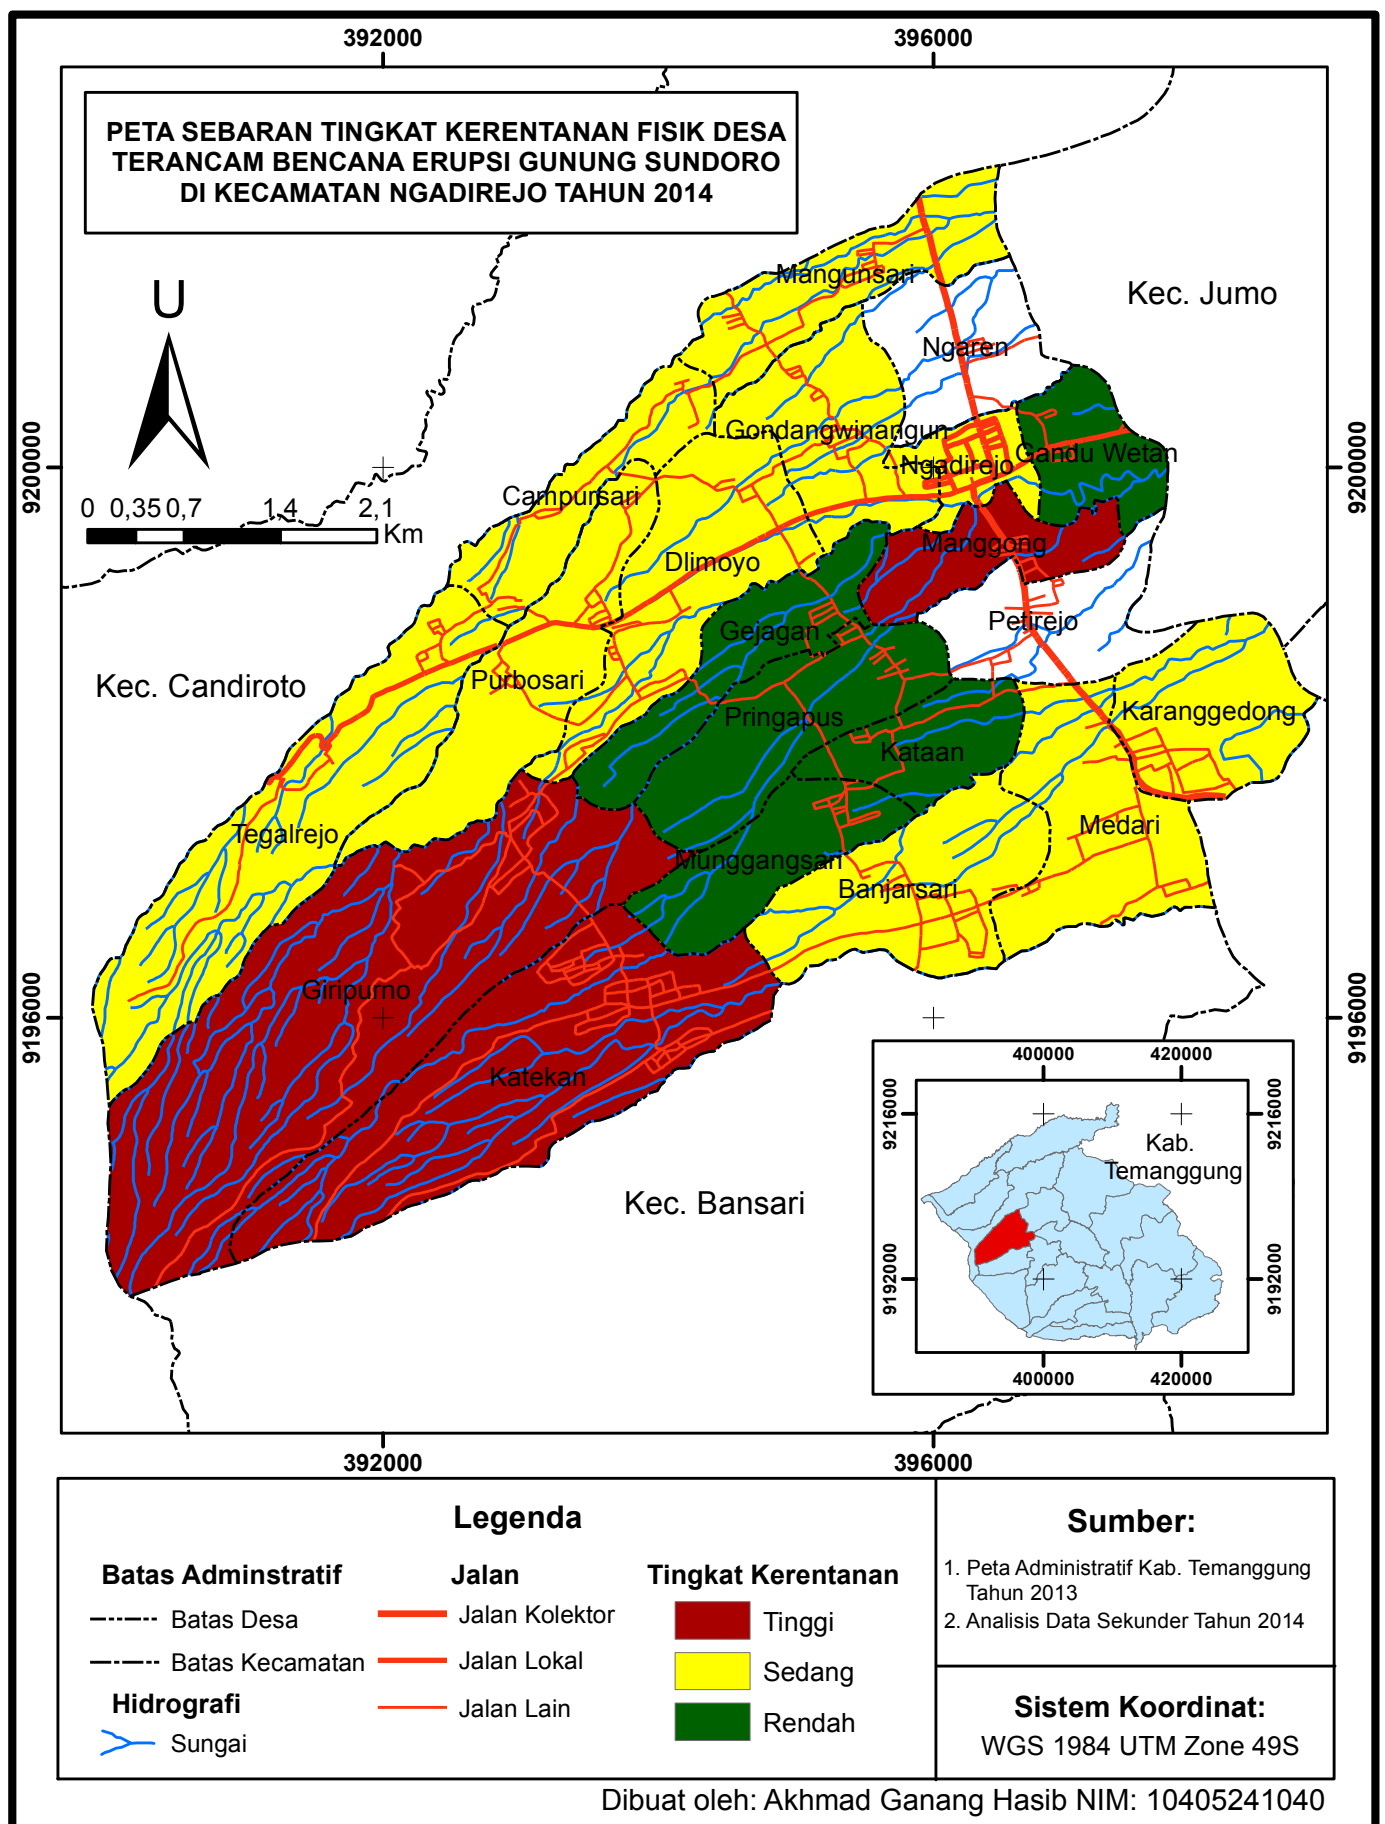 392000
396000
PETA SEBARAN TINGKAT KERENTANAN FISIK DESA
TERANCAM BENCANA ERUPSI GUNUNG SUNDORO
DI KECAMATAN NGADIREJO TAHUN 2014
U
Kec. Jumo
Mangunsari
Ngaren
Gondangwinangun
Ngadirejo
Gandu Wetan
9200000
9200000
Campursari
0 0,35 0,7 1,4 2,1
Km
Manggong
Dlimoyo
Petirejo
Gejagan
Kec. Candiroto
Purbosari
Pringapus
Karanggedong
Kataan
Tegalrejo
Medari
Munggangsari
Banjarsari
Giripurno
9196000
9196000
Katekan
Kec. Bansari
400000
420000
9216000
9216000
Kab.
Temanggung
9192000
9192000
400000
420000
392000
396000
Legenda
Batas Adminstratif
Batas Desa
Batas Kecamatan
Hidrografi
Sungai
Jalan
Jalan Kolektor
Jalan Lokal
Jalan Lain
Tingkat Kerentanan
Tinggi
Sedang
Rendah
Sumber:
1. Peta Administratif Kab. Temanggung
Tahun 2013
2. Analisis Data Sekunder Tahun 2014
Sistem Koordinat:
WGS 1984 UTM Zone 49S
Dibuat oleh: Akhmad Ganang Hasib NIM: 10405241040